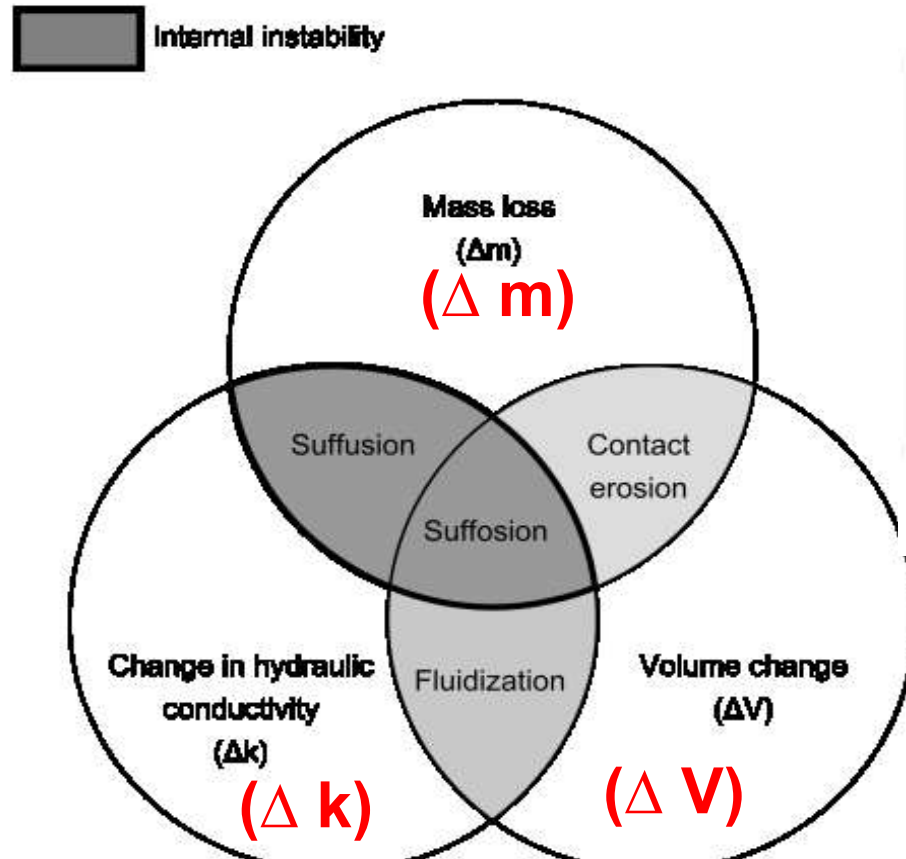 Internal instability
Mass loss
(Δm)
(Δ m)
Suffusion
Contact
erosion
Suffosion
Change in hydraulic
conductivity
(Δk)
(Δ k)
Fluidization
Volume change
(ΔV)
(Δ V)